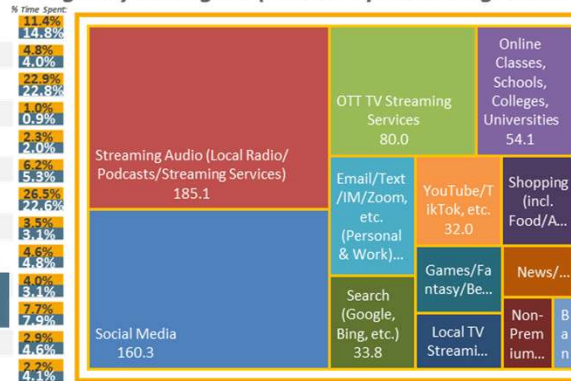 % Time Spent:
11.4%
14.8%
4.8%
4.0%
22.9%
22.8%
1.0%
0.9%
2.3%
2.0%
6.2%
5.3%
26.5%
22.6%
3.5%
3.1%
4.6%
4.8%
4.0%
3.1%
7.7%
7.9%
2.9%
4.6%
2.2%
4.1%
Streaming Audio (Local Radio/
Podcasts/Streaming Services)
185.1
Social Media
160.3
OTT TV Streaming
Services
80.0
Online
Classes,
Schools,
Colleges,
Universities
54.1
Email/Text
/IM/Zoom,
etc.
(Personal
& Work)...
YouTube/T
ikTok, etc.
32.0
Shopping
(incl.
Food/A...
Search
(Google,
Bing, etc.)
33.8
Games/Fa
ntasy/Be...
News/...
Local TV
Streami...
Non-
Prem
ium...
B
a
n